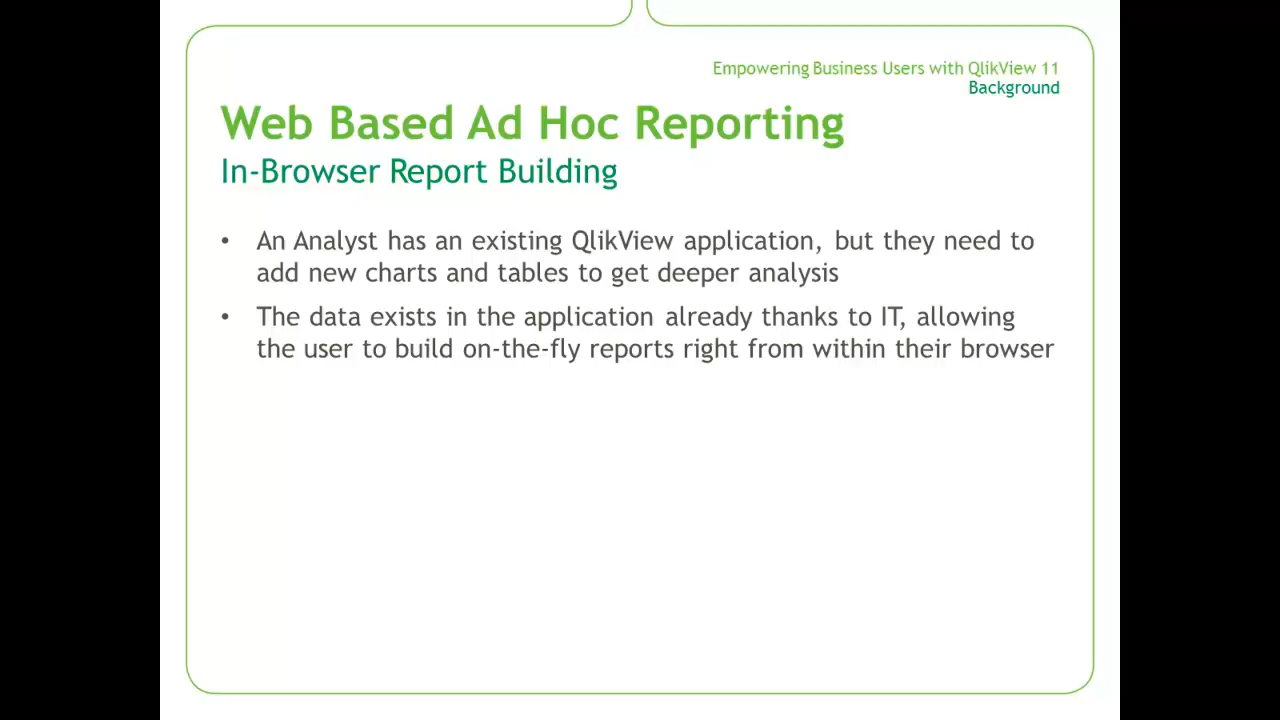 Empowering Business Users with QlikView 11
Background
Web Based Ad Hoc Reporting
In-Browser Report Building
• An Analyst has an existing QlikView application, but they need to
add new charts and tables to get deeper analysis
• The data exists in the application already thanks to IT, allowing
the user to build on-the-fly reports right from within their browser